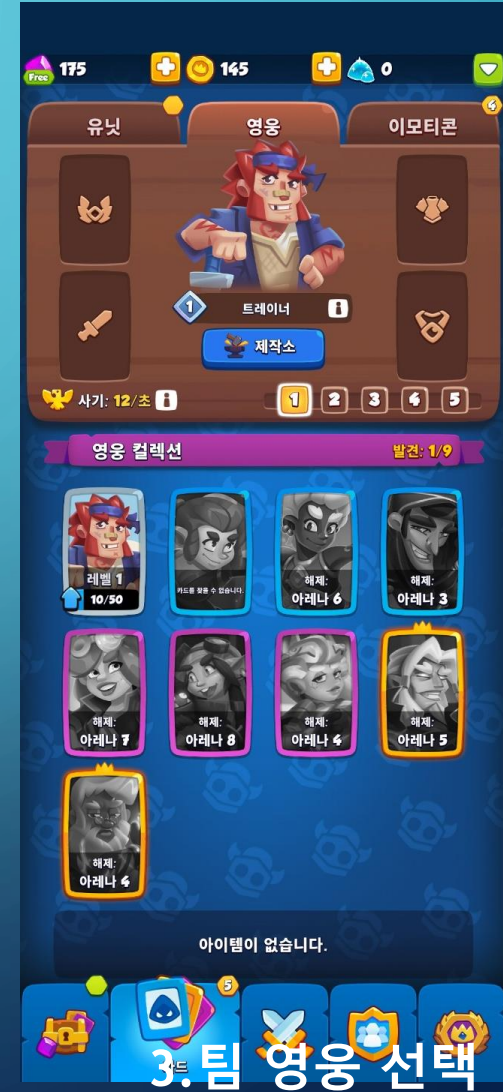 Free 175 145 0
유닛 영웅 이모티콘 4
1 트레이너 i
제작소
사기: 12/초 i 1 2 3 4 5
영웅 컬렉션 발견: 1/9
레벨 1
10/50
카드를 찾을 수 없습니다.
해제:
아레나 6
해제:
아레나 3
해제:
아레나 7
해제:
아레나 8
해제:
아레나 4
해제:
아레나 5
해제:
아레나 4
아이템이 없습니다.
5
3.팀 영웅 선택